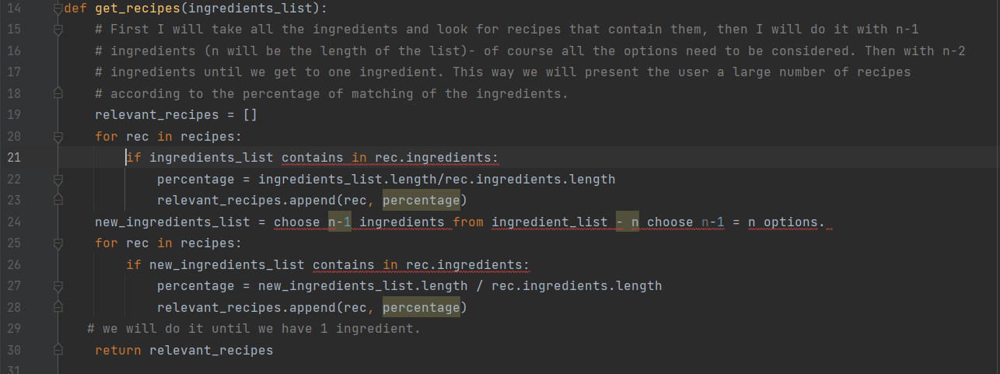 14 def get_recipes(ingredients_list):
15 # First I will take all the ingredients and look for recipes that contain them, then I will do it with n-1
16 # ingredients (n will be the length of the list)- of course all the options need to be considered. Then with n-2
17 # ingredients until we get to one ingredient. This way we will present the user a large number of recipes
18 # according to the percentage of matching of the ingredients.
19 relevant_recipes = []
20 for rec in recipes:
21 if ingredients_list contains in rec.ingredients:
22 percentage = ingredients_list.length/rec.ingredients.length
23 relevant_recipes.append(rec, percentage)
24 new_ingredients_list = choose n-1 ingredients from ingredient_list - n choose n-1 = n options.
25 for rec in recipes:
26 if new_ingredients_list contains in rec.ingredients:
27 percentage = new_ingredients_list.length / rec.ingredients.length
28 relevant_recipes.append(rec, percentage)
29 # we will do it until we have 1 ingredient.
30 return relevant_recipes
31